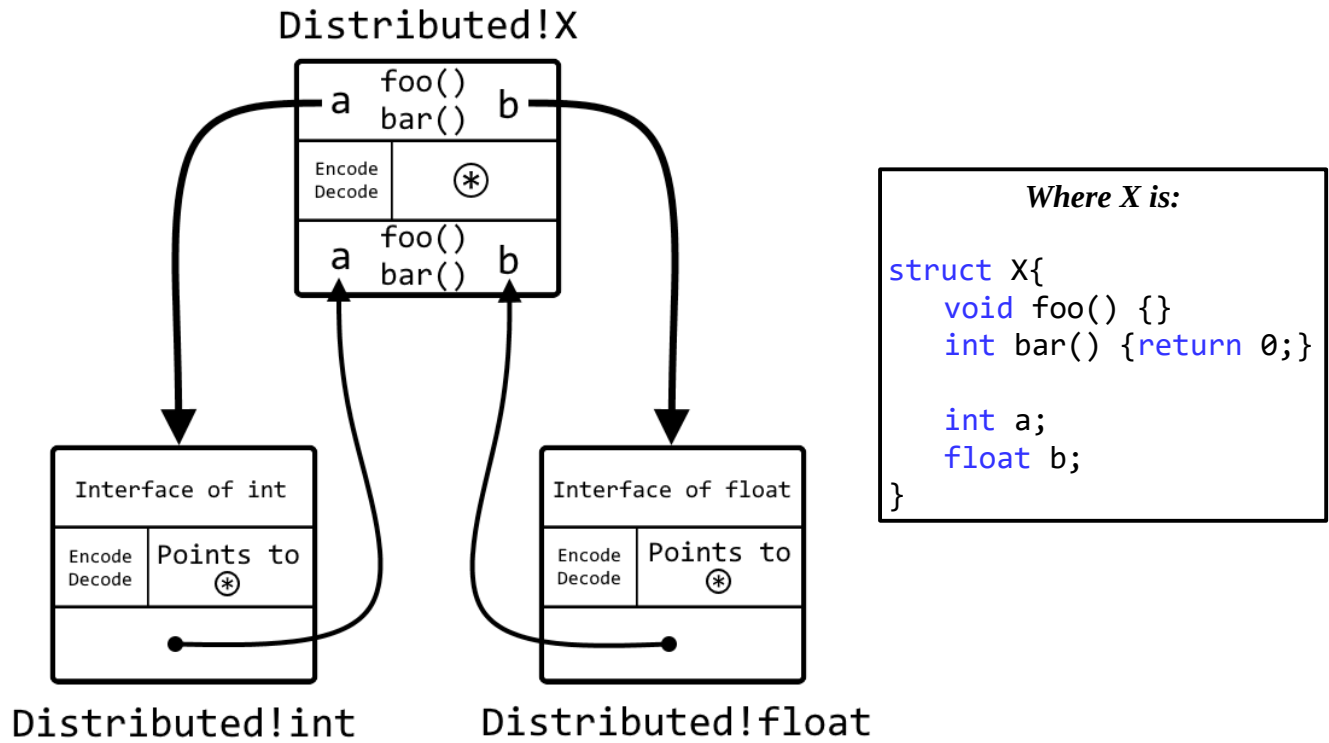 Distributed!X
a foo() b
bar()
Encode
Decode
*
a foo() b
bar()
Interface of int
Encode
Decode
Points to
*
Distributed!int
Interface of float
Encode
Decode
Points to
*
Distributed!float
Where X is:
struct X{
void foo() {}
int bar() {return 0;}
int a;
float b;
}